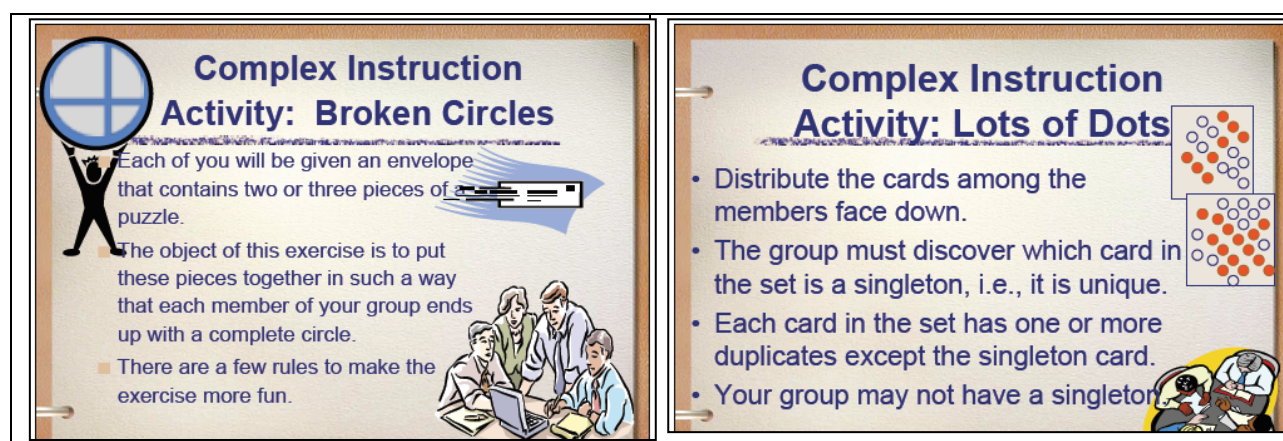 Complex Instruction
Activity: Broken Circles
Each of you will be given an envelope
that contains two or three pieces of a
puzzle.
The object of this exercise is to put
these pieces together in such a way
that each member of your group ends
up with a complete circle.
There are a few rules to make the
exercise more fun.
Complex Instruction
Activity: Lots of Dots
• Distribute the cards among the
members face down.
• The group must discover which card in
the set is a singleton, i.e., it is unique.
• Each card in the set has one or more
duplicates except the singleton card.
• Your group may not have a singleton.